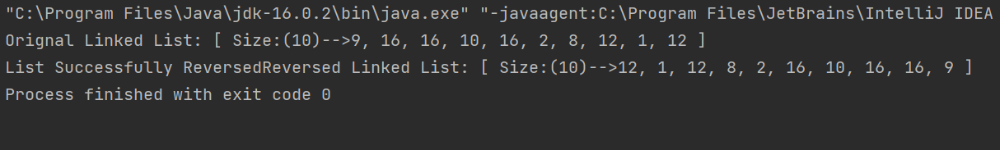 "C:\Program Files\Java\jdk-16.0.2\bin\java.exe" "-javaagent:C:\Program Files\JetBrains\IntelliJ IDEA
Orignal Linked List: [ Size:(10)-->9, 16, 16, 10, 16, 2, 8, 12, 1, 12 ]
List Successfully ReversedReversed Linked List: [ Size:(10)-->12, 1, 12, 8, 2, 16, 10, 16, 16, 9 ]
Process finished with exit code 0